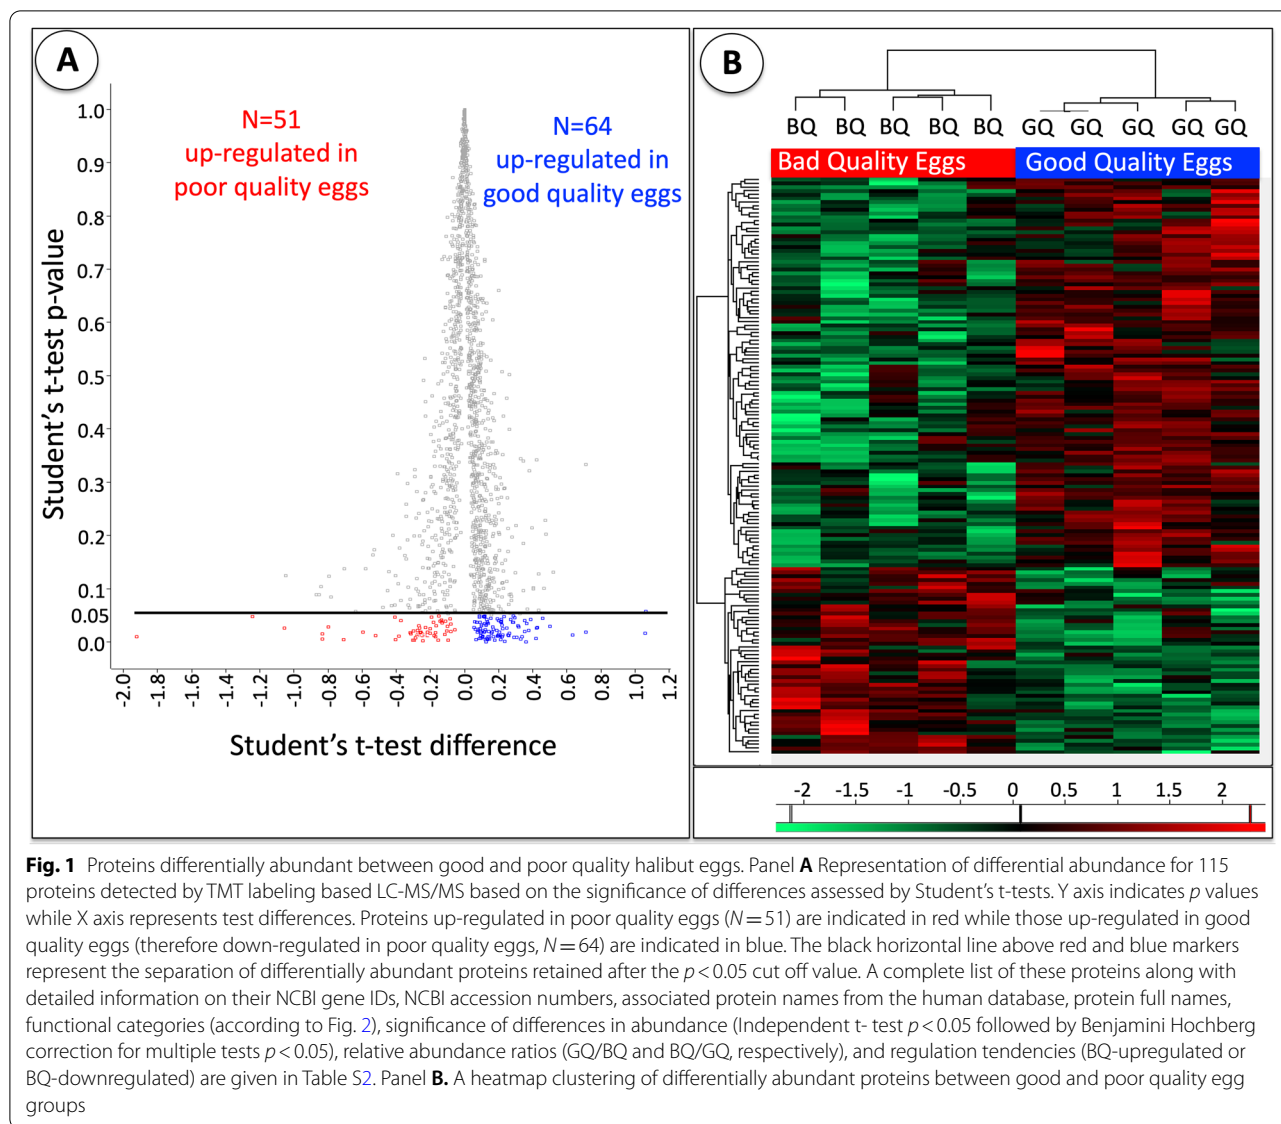 A
N=51
up-regulated in
poor quality eggs
N=64
up-regulated in
good quality eggs
Student's t-test p-value
1.0
0.9
0.8
0.7
0.6
0.5
0.4
0.3
0.2
0.1
0.05
0.0
-2.0 -1.8 -1.6 -1.4 -1.2 -1.0 -0.8 -0.6 -0.4 -0.2 0.0 0.2 0.4 0.6 0.8 1.0 1.2
Student's t-test difference
B
BQ BQ BQ BQ BQ GQ GQ GQ GQ GQ
Bad Quality Eggs Good Quality Eggs
-2 -1.5 -1 -0.5 0 0.5 1 1.5 2
Fig. 1 Proteins differentially abundant between good and poor quality halibut eggs. Panel A Representation of differential abundance for 115
proteins detected by TMT labeling based LC-MS/MS based on the significance of differences assessed by Student's t-tests. Y axis indicates p values
while X axis represents test differences. Proteins up-regulated in poor quality eggs (N = 51) are indicated in red while those up-regulated in good
quality eggs (therefore down-regulated in poor quality eggs, N = 64) are indicated in blue. The black horizontal line above red and blue markers
represent the separation of differentially abundant proteins retained after the p < 0.05 cut off value. A complete list of these proteins along with
detailed information on their NCBI gene IDs, NCBI accession numbers, associated protein names from the human database, protein full names,
functional categories (according to Fig. 2), significance of differences in abundance (Independent t- test p < 0.05 followed by Benjamini Hochberg
correction for multiple tests p < 0.05), relative abundance ratios (GQ/BQ and BQ/GQ, respectively), and regulation tendencies (BQ-upregulated or
BQ-downregulated) are given in Table S2. Panel B. A heatmap clustering of differentially abundant proteins between good and poor quality egg
groups